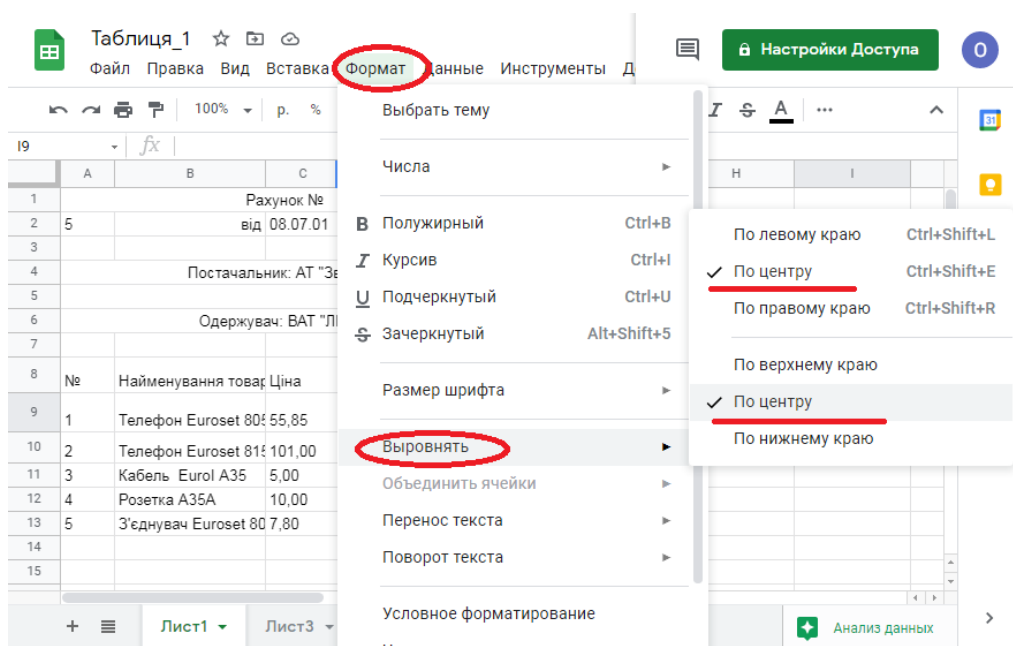 Таблиця_1
Файл Правка Вид Вставка Формат Данные Инструменты Д
Настройки Доступа
О
100% р. %
I S A
31
I9 fx
A B C H I
1 Рахунок №
2 5 від 08.07.01
3
4 Постачальник: АТ "Зв
5
6 Одержувач: ВАТ "Л
7
8 № Найменування товар Ціна
9 1 Телефон Euroset 805 55,85
10 2 Телефон Euroset 815 101,00
11 3 Кабель Eurol A35 5,00
12 4 Розетка А35А 10,00
13 5 З'єднувач Euroset 80 7,80
14
15
Выбрать тему
Числа
B Полужирный Ctrl+B
I Курсив Ctrl+I
U Подчеркнутый Ctrl+U
S Зачеркнутый Alt+Shift+5
Размер шрифта
Выровнять
Объединить ячейки
Перенос текста
Поворот текста
Условное форматирование
По левому краю Ctrl+Shift+L
По центру Ctrl+Shift+E
По правому краю Ctrl+Shift+R
По верхнему краю
По центру
По нижнему краю
Лист1 Лист3
Анализ данных